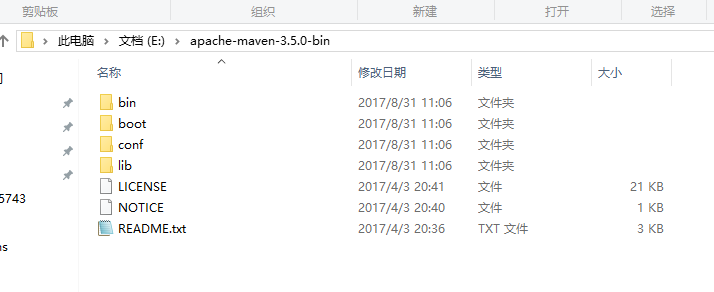 剪贴板 组织 新建 打开 选择
此电脑 > 文档 (E:) > apache-maven-3.5.0-bin
名称 修改日期 类型 大小
bin 2017/8/31 11:06 文件夹
boot 2017/8/31 11:06 文件夹
conf 2017/8/31 11:06 文件夹
lib 2017/8/31 11:06 文件夹
LICENSE 2017/4/3 20:41 文件 21 KB
5743
NOTICE 2017/4/3 20:40 文件 1 KB
README.txt 2017/4/3 20:36 TXT 文件 3 KB
ns